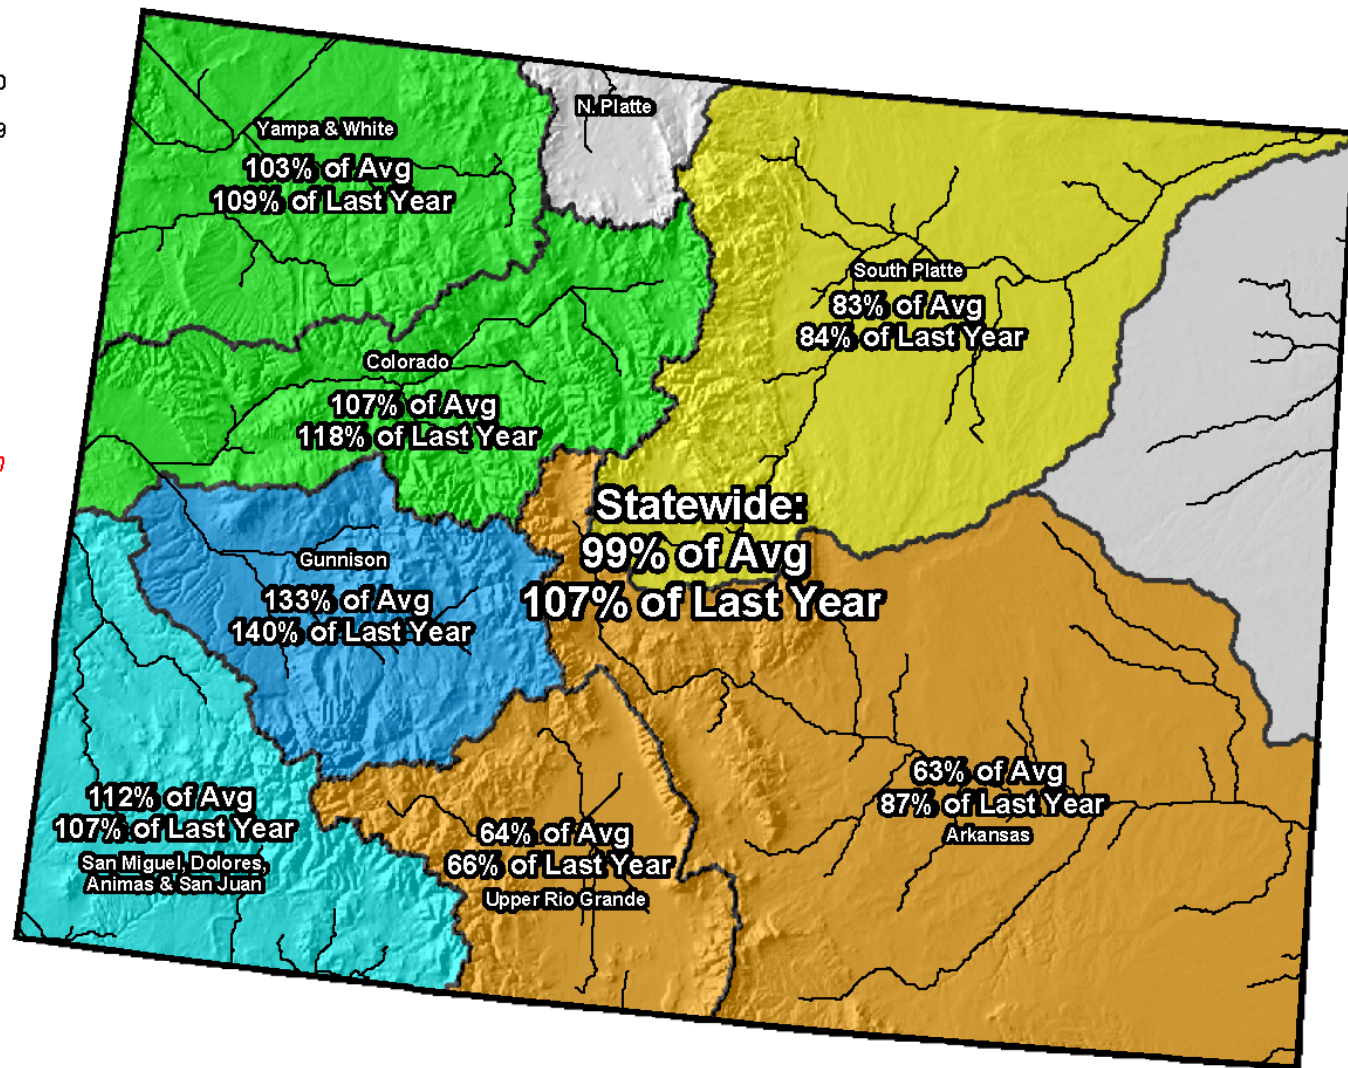 0
9
0
N. Platte
Yampa & White
103% of Avg
109% of Last Year
South Platte
83% of Avg
84% of Last Year
Colorado
107% of Avg
118% of Last Year
Statewide:
99% of Avg
107% of Last Year
Gunnison
133% of Avg
140% of Last Year
112% of Avg
107% of Last Year
San Miguel, Dolores,
Animas & San Juan
64% of Avg
66% of Last Year
Upper Rio Grande
63% of Avg
87% of Last Year
Arkansas